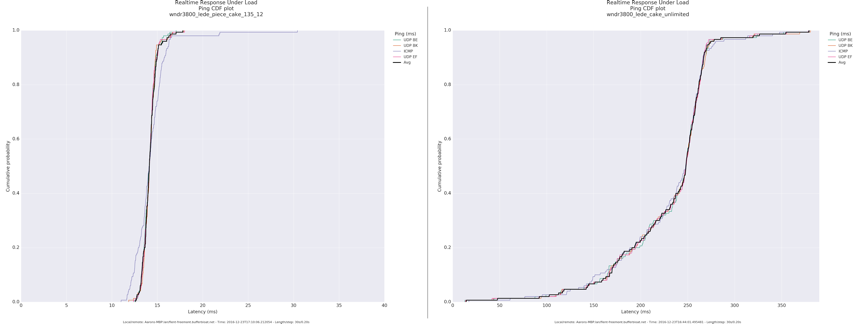 Realtime Response Under Load
Ping CDF plot
wndr3800_lede_piece_cake_135_12
Ping (ms)
UDP BE
UDP BK
ICMP
UDP EF
Avg
1.0
0.8
0.6
0.4
0.2
0.0
Cumulative probability
0 5 10 15 20 25 30 35 40
Latency (ms)
Realtime Response Under Load
Ping CDF plot
wndr3800_lede_cake_unlimited
Ping (ms)
UDP BE
UDP BK
ICMP
UDP EF
Avg
1.0
0.8
0.6
0.4
0.2
0.0
Cumulative probability
0 50 100 150 200 250 300 350
Latency (ms)